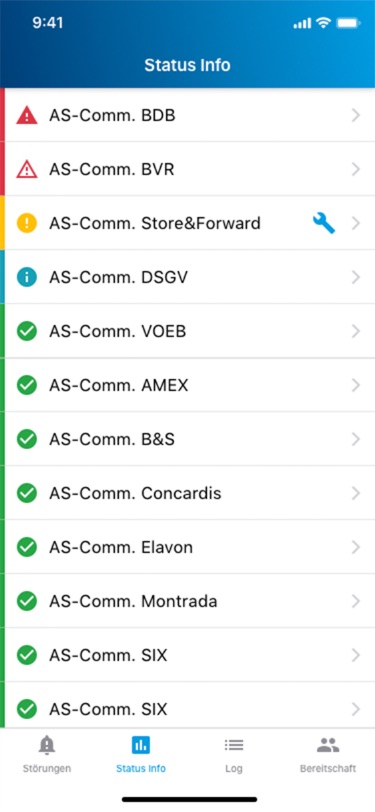 9:41
Status Info
AS-Comm. BDB
AS-Comm. BVR
AS-Comm. Store&Forward
AS-Comm. DSGV
AS-Comm. VOEB
AS-Comm. AMEX
AS-Comm. B&S
AS-Comm. Concardis
AS-Comm. Elavon
AS-Comm. Montrada
AS-Comm. SIX
AS-Comm. SIX
Störungen Status Info Log Bereitschaft